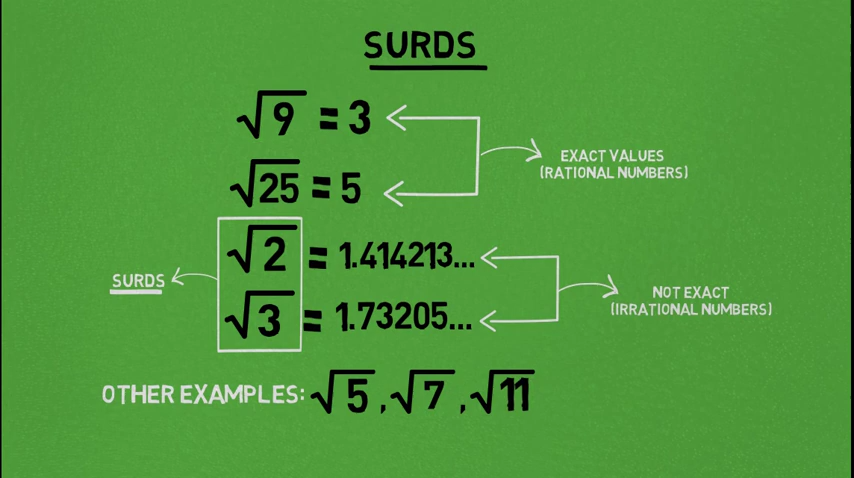 SURDS
√9 = 3
EXACT VALUES
(RATIONAL NUMBERS)
√25 = 5
√2 = 1.414213...
SURDS
NOT EXACT
(IRRATIONAL NUMBERS)
√3 = 1.73205...
OTHER EXAMPLES: √5 , √7 , √11